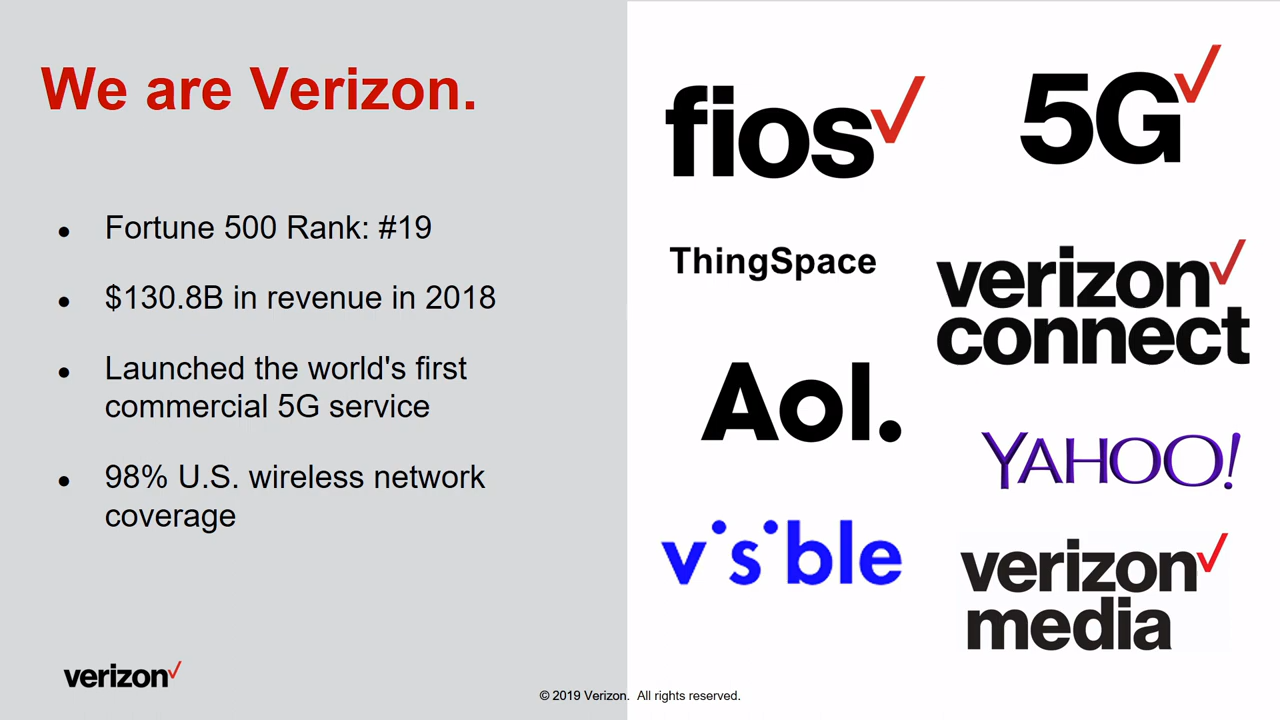 We are Verizon.
• Fortune 500 Rank: #19
• $130.8B in revenue in 2018
• Launched the world's first
commercial 5G service
• 98% U.S. wireless network
coverage
verizon
fios
5G
ThingSpace
verizon
connect
Aol.
YAHOO!
visible
verizon
media
© 2019 Verizon. All rights reserved.